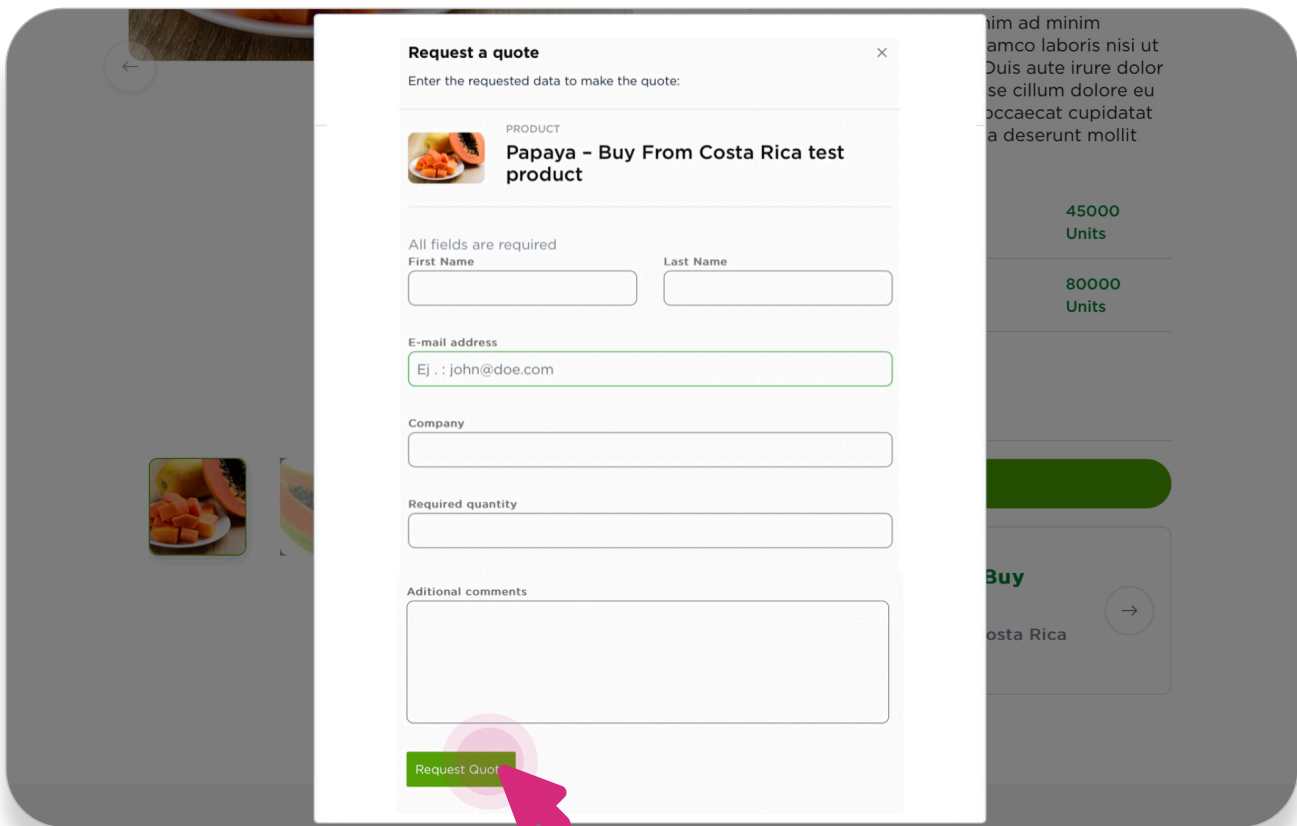 Request a quote
Enter the requested data to make the quote:
PRODUCT
Papaya – Buy From Costa Rica test
product
All fields are required
First Name
Last Name
E-mail address
Ej . : john@doe.com
Company
Required quantity
Aditional comments
Request Quot
ad minim
laboris nisi ut
Duis aute irure dolor
se cillum dolore eu
occaecat cupidatat
a deserunt mollit
45000
Units
80000
Units
Buy
osta Rica